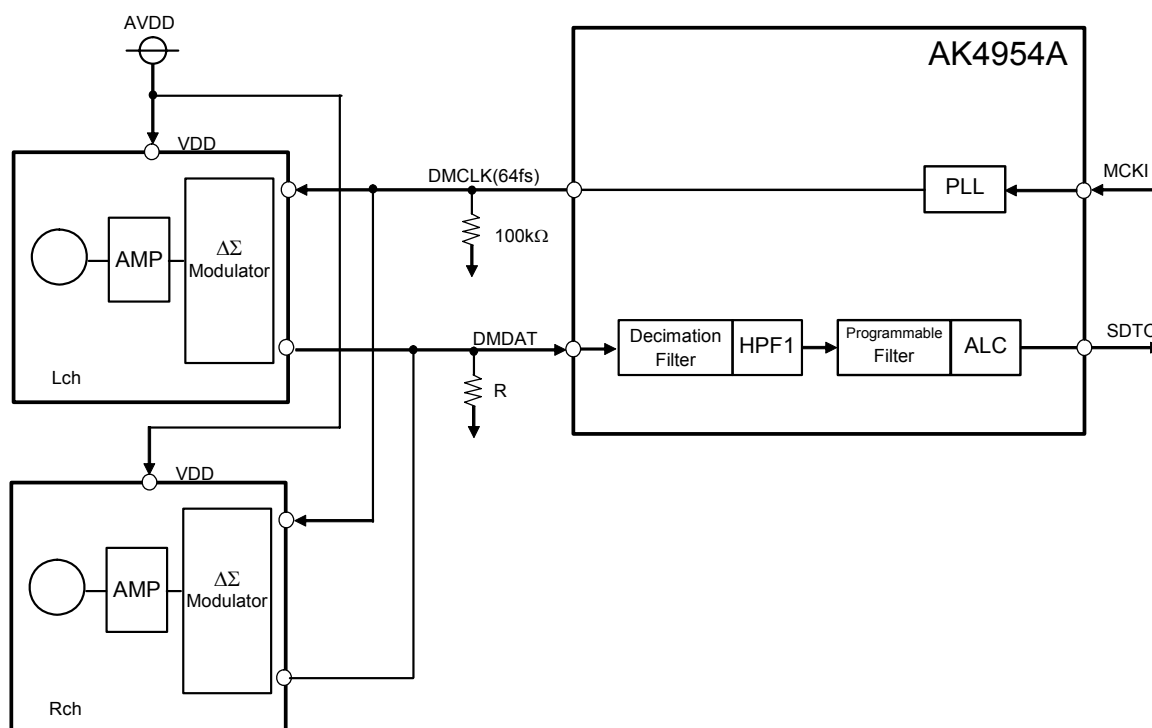 AVDD
AK4954A
VDD
DMCLK(64fs)
PLL
MCKI
100kΩ
AMP
ΔΣ
Modulator
Lch
DMDAT
R
Decimation
Filter
HPF1
Programmable
Filter
ALC
SDTO
VDD
AMP
ΔΣ
Modulator
Rch